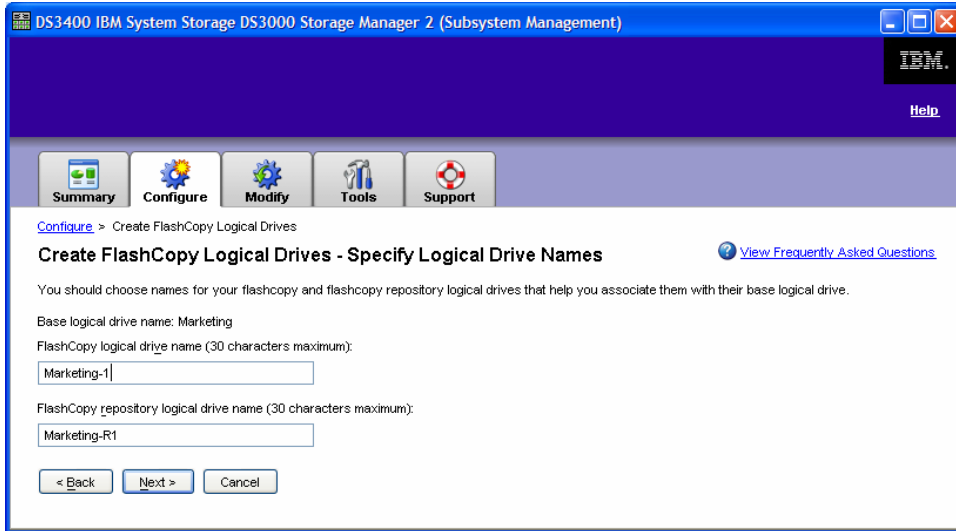 DS3400 IBM System Storage DS3000 Storage Manager 2 (Subsystem Management)
IBM.
Help
Summary
Configure
Modify
Tools
Support
Configure > Create FlashCopy Logical Drives
Create FlashCopy Logical Drives - Specify Logical Drive Names
View Frequently Asked Questions
You should choose names for your flashcopy and flashcopy repository logical drives that help you associate them with their base logical drive.
Base logical drive name: Marketing
FlashCopy logical drive name (30 characters maximum):
Marketing-1
FlashCopy repository logical drive name (30 characters maximum):
Marketing-R1
< Back
Next >
Cancel